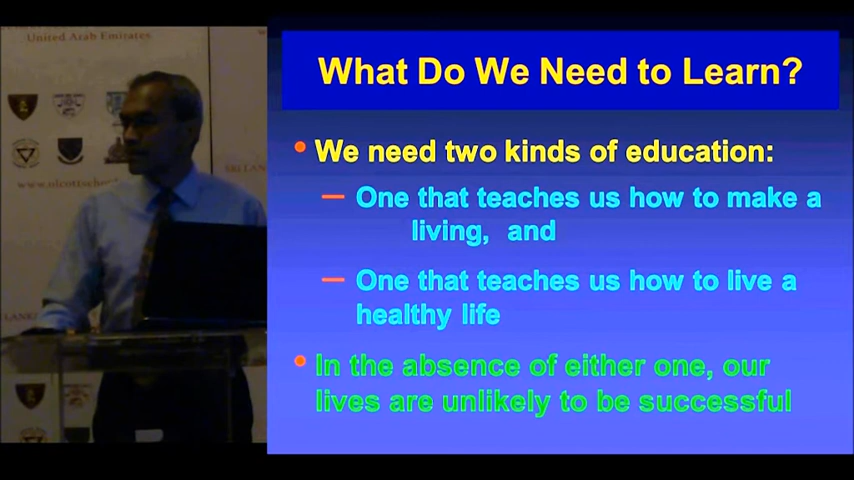 United Arab Emirates
What Do We Need to Learn?
• We need two kinds of education:
– One that teaches us how to make a
living, and
– One that teaches us how to live a
healthy life
• In the absence of either one, our
lives are unlikely to be successful